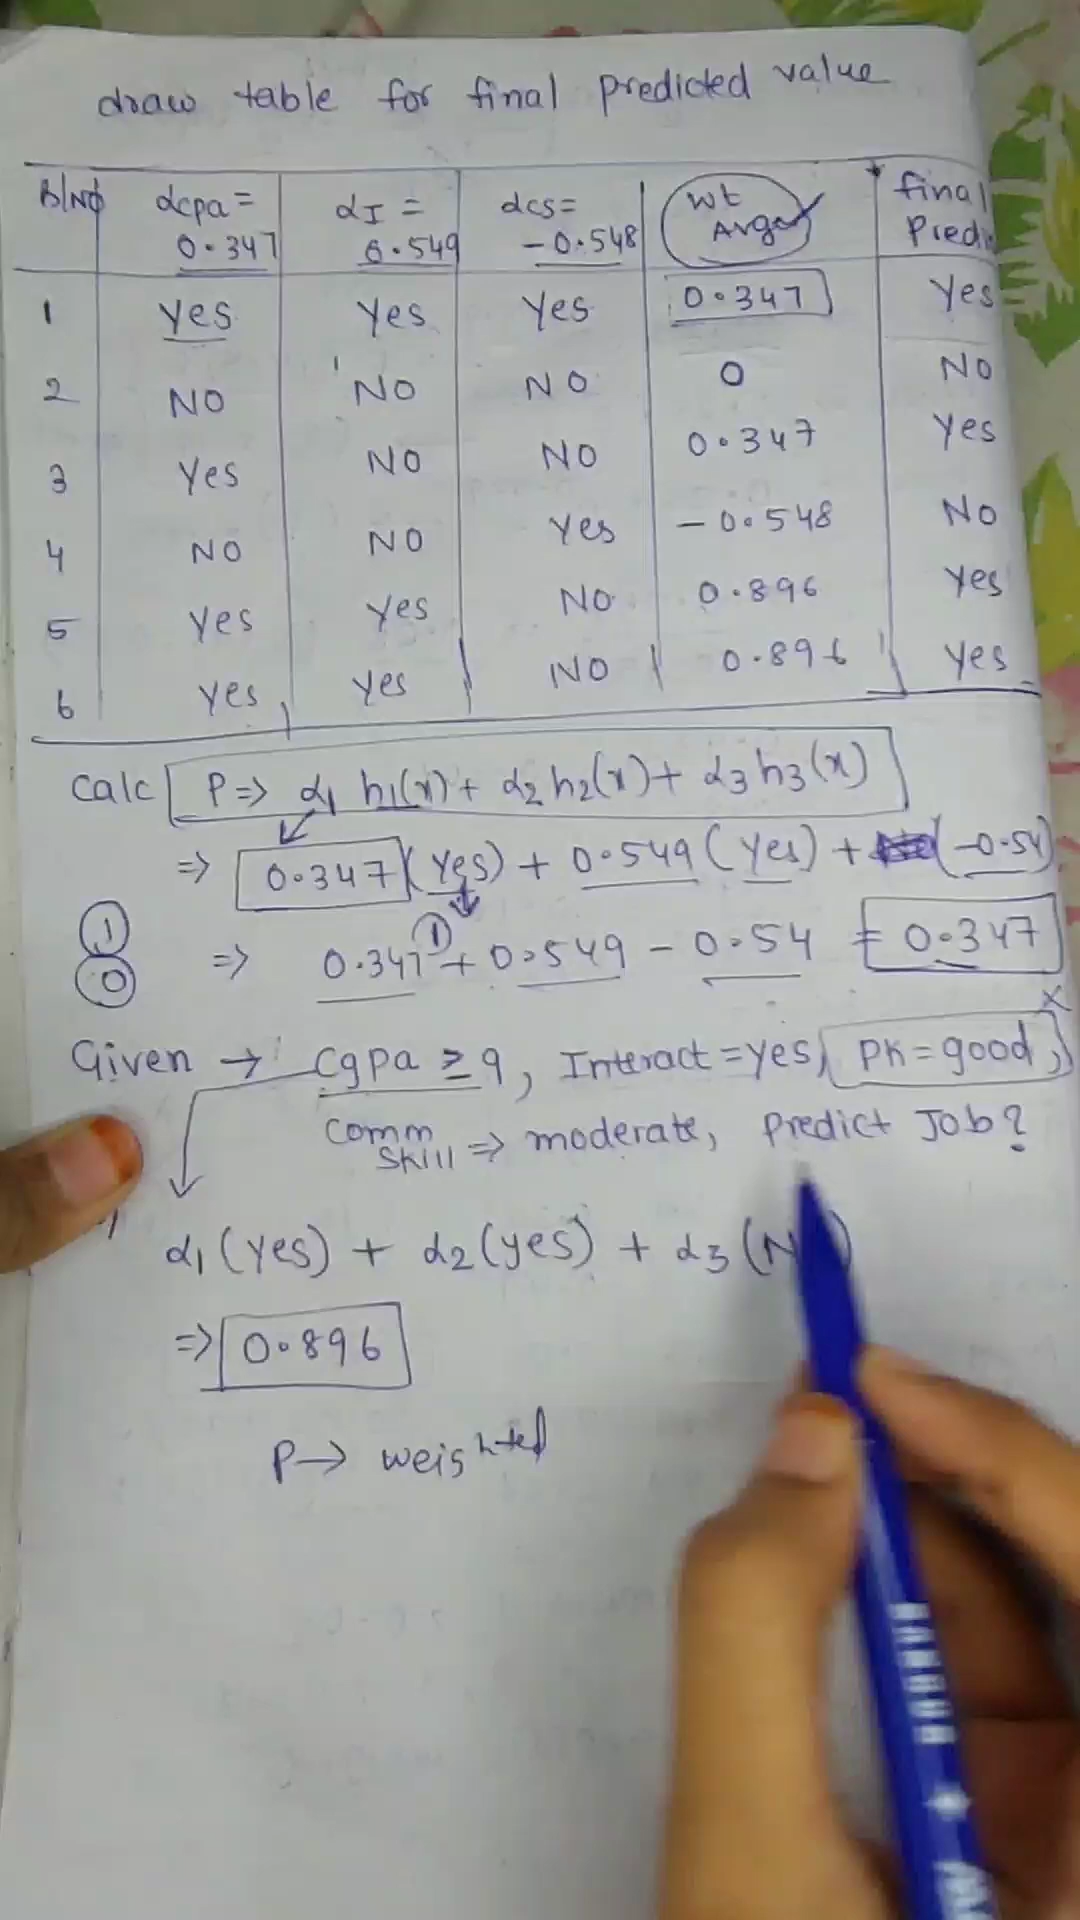 draw table for final predicted value
S/No αcpa = 0.347 αI = 0.549 αcs = -0.548 wt final Predi
1 Yes Yes Yes 0.347 Yes
2 NO NO NO 0 NO
3 Yes NO NO 0.347 Yes
4 NO NO Yes -0.548 NO
5 Yes Yes NO 0.896 Yes
6 Yes Yes NO 0.896 Yes
Calc P => α1 h1(x) + α2 h2(x) + α3 h3(x)
=> 0.347 (Yes) + 0.549 (Yes) + (-0.54)
1
0
=> 0.347 (1) + 0.549 - 0.54 = 0.347
Given → Cgpa ≥ 9, Interact = yes, PK = good, x
Comm Skill => moderate, Predict Job?
α1 (Yes) + α2 (yes) + α3 (
=> 0.896
P → weighted